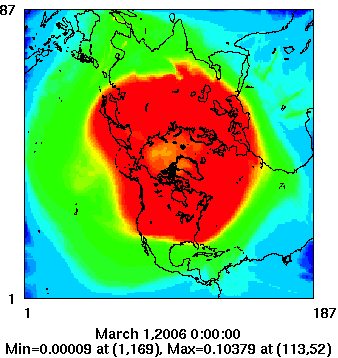 87
1
1
187
March 1,2006 0:00:00
Min=0.00009 at (1,169), Max=0.10379 at (113,52)